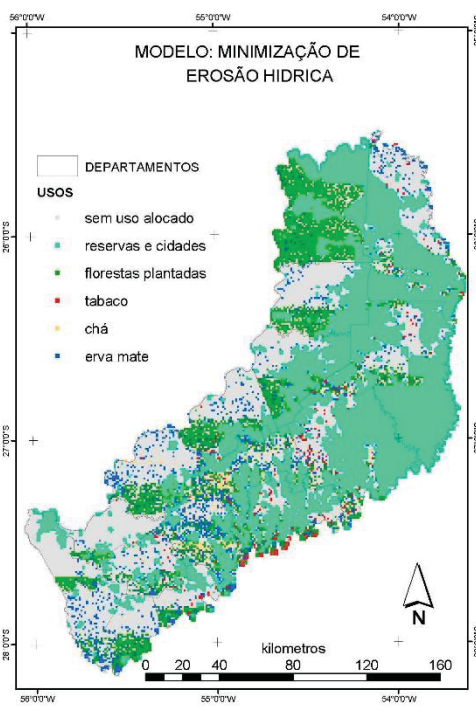 56°0'0"W 55°0'0"W 54°0'0"W
MODELO: MINIMIZAÇÃO DE
EROSÃO HIDRICA
DEPARTAMENTOS
USOS
sem uso alocado
26°0'0"S
reservas e cidades
florestas plantadas
tabaco
chá
erva mate
27°0'0"S
28°0'0"S
N
kilometros
0 10 20 40 80 120 160
56°0'0"W 55°0'0"W 54°0'0"W